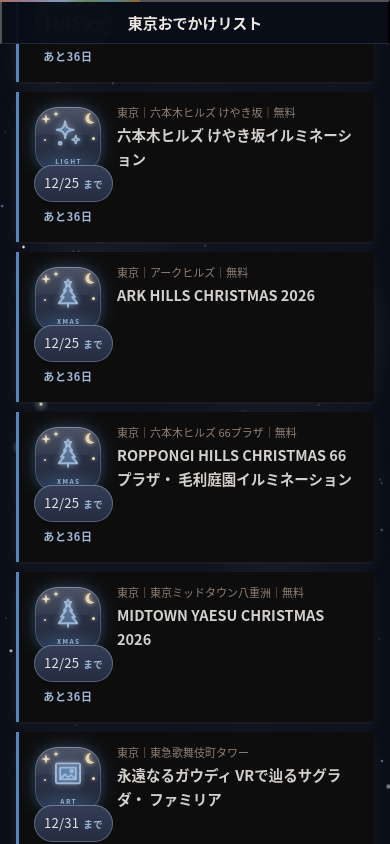 東京おでかけリスト
12/25 まで
あと36日
東京｜六本木ヒルズ けやき坂｜無料
六本木ヒルズ けやき坂イルミネーシ
ョン
LIGHT
12/25 まで
あと36日
東京｜アークヒルズ｜無料
ARK HILLS CHRISTMAS 2026
XMAS
12/25 まで
あと36日
東京｜六本木ヒルズ 66プラザ｜無料
ROPPONGI HILLS CHRISTMAS 66
プラザ・ 毛利庭園イルミネーション
XMAS
12/25 まで
あと36日
東京｜東京ミッドタウン八重洲｜無料
MIDTOWN YAESU CHRISTMAS
2026
XMAS
12/25 まで
あと36日
東京｜東急歌舞伎町タワー
永遠なるガウディ VRで辿るサグラ
ダ・ ファミリア
ART
12/31 まで